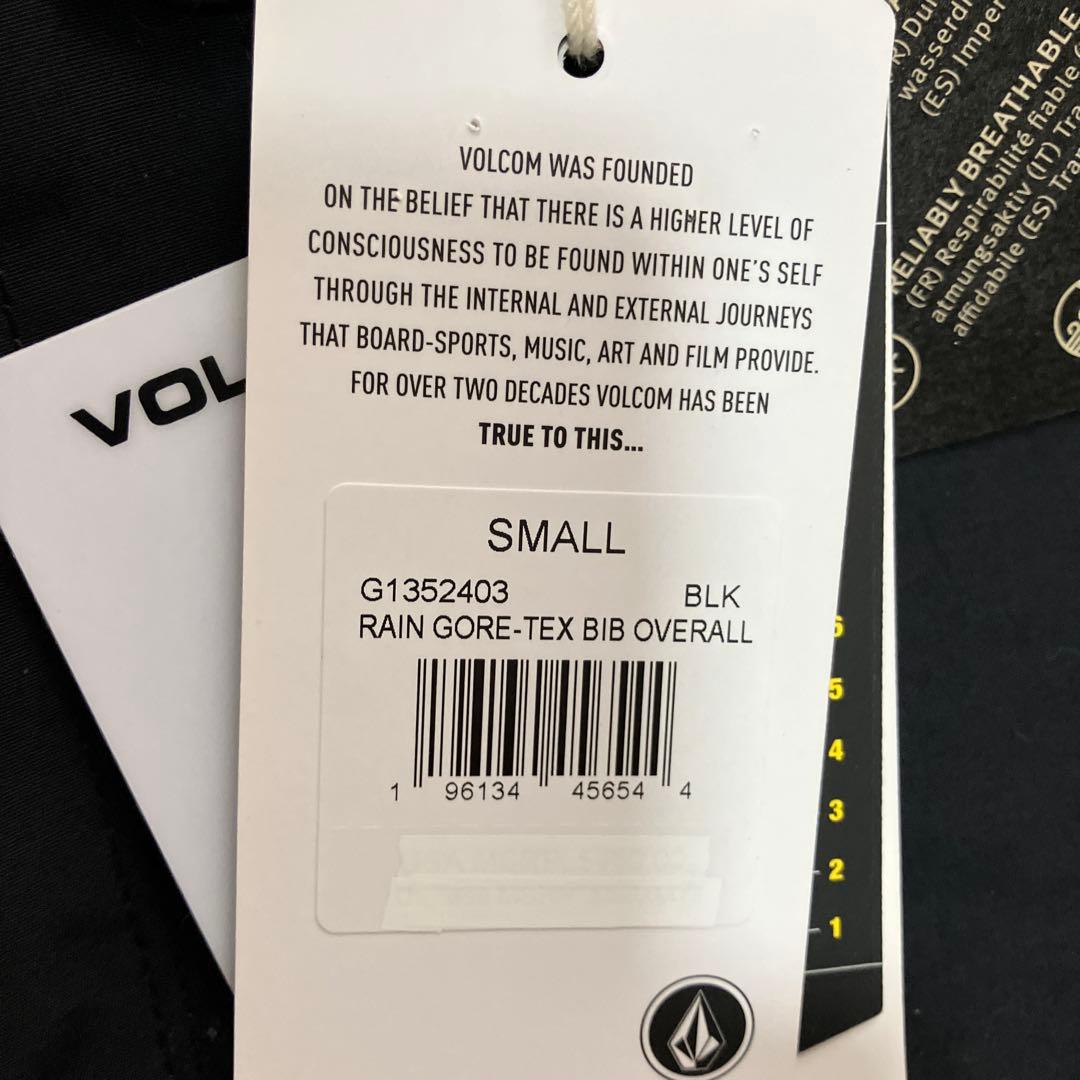 VOLCOM WAS FOUNDED
ON THE BELIEF THAT THERE IS A HIGHER LEVEL OF
CONSCIOUSNESS TO BE FOUND WITHIN ONE'S SELF
THROUGH THE INTERNAL AND EXTERNAL JOURNEYS
THAT BOARD-SPORTS, MUSIC, ART AND FILM PROVIDE.
FOR OVER TWO DECADES VOLCOM HAS BEEN
TRUE TO THIS...
SMALL
G1352403 BLK
RAIN GORE-TEX BIB OVERALL
1 96134 45654 4
VOL
wasserd
(ES) Imper
RELIABLY BREATHABLE
(FR) Respirabilité fiable
atmungsaktiv (IT) Tra
affidabile (ES) Tra
6
5
4
3
2
1